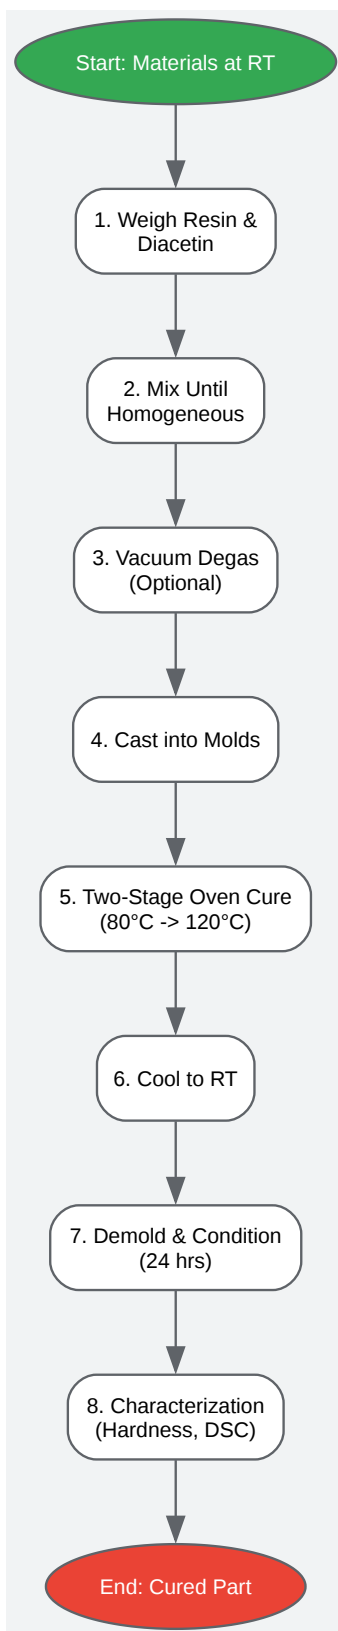 Start: Materials at RT
1. Weigh Resin &
Diacetin
2. Mix Until
Homogeneous
3. Vacuum Degas
(Optional)
4. Cast into Molds
5. Two-Stage Oven Cure
(80°C -> 120°C)
6. Cool to RT
7. Demold & Condition
(24 hrs)
8. Characterization
(Hardness, DSC)
End: Cured Part